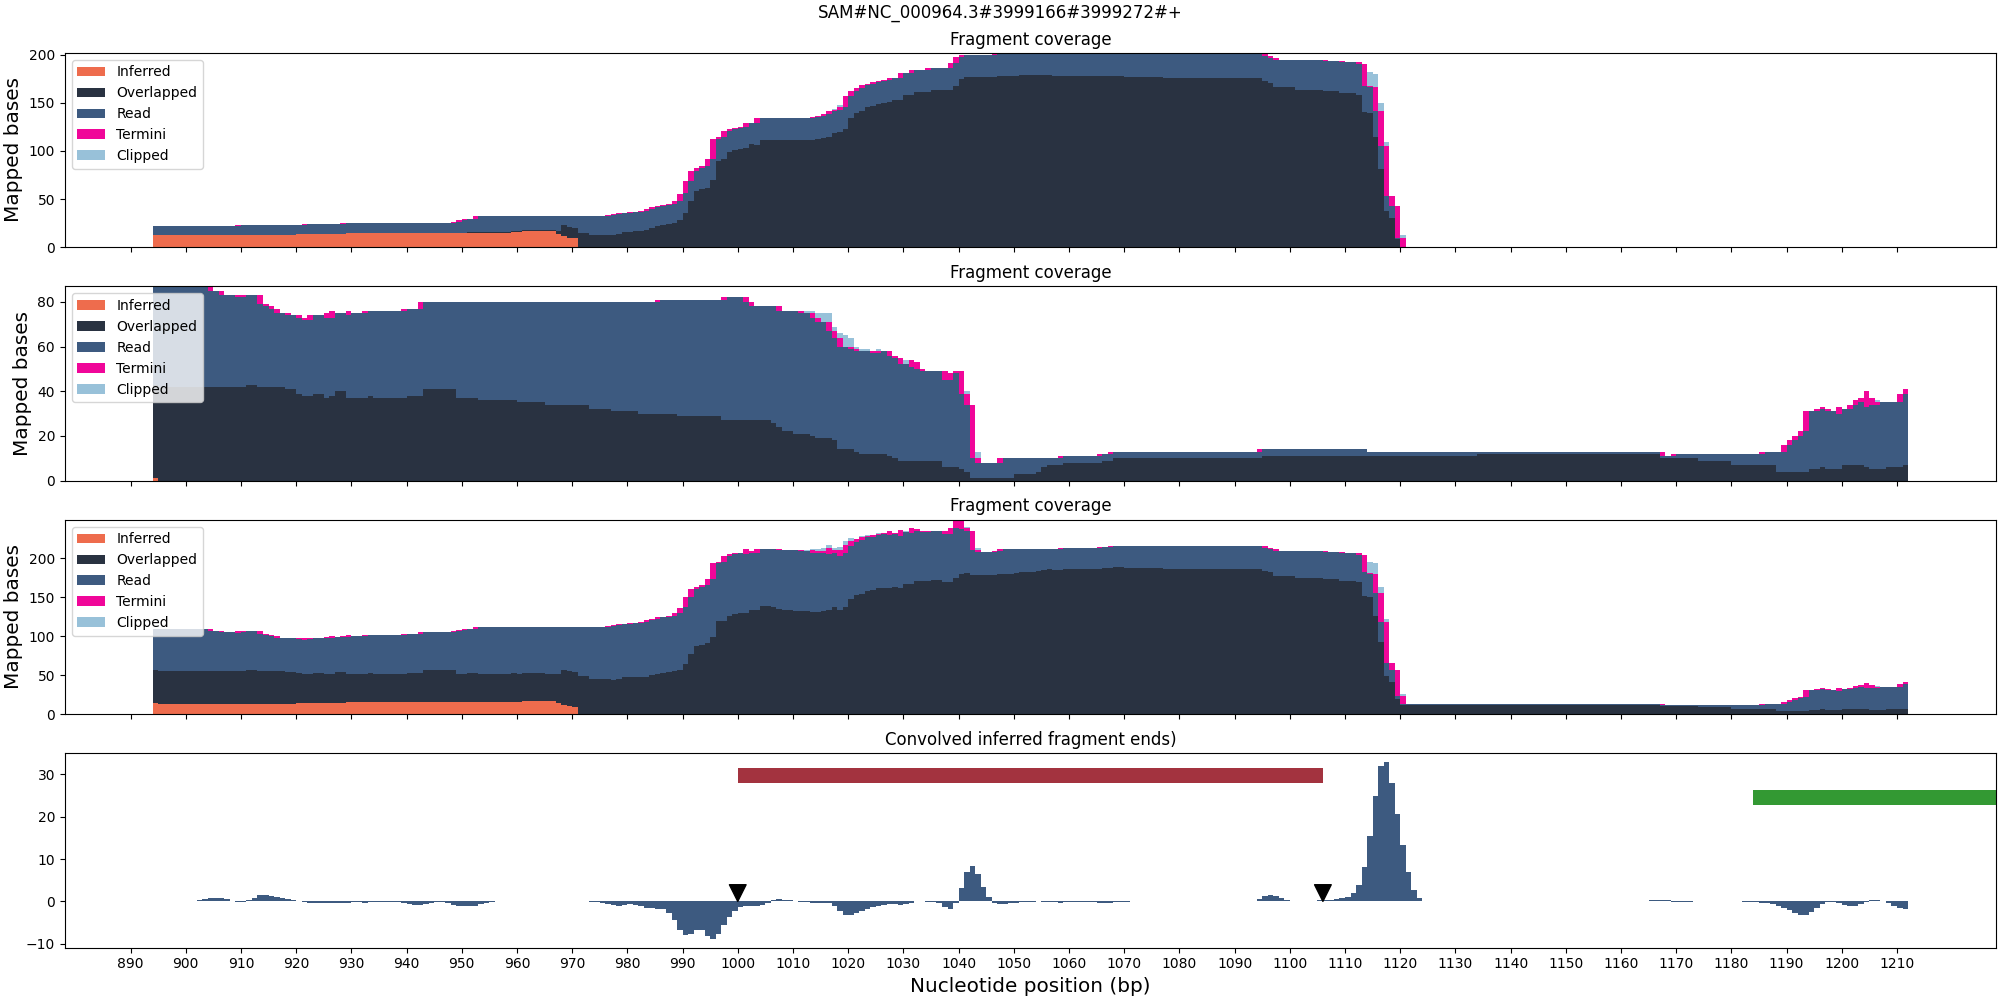 SAM#NC_000964.3#3999166#3999272#+
Fragment coverage
Mapped bases
200
150
100
50
0
Inferred
Overlapped
Read
Termini
Clipped
Fragment coverage
Mapped bases
80
60
40
20
0
Inferred
Overlapped
Read
Termini
Clipped
Fragment coverage
Mapped bases
200
150
100
50
0
Inferred
Overlapped
Read
Termini
Clipped
Convolved inferred fragment ends)
30
20
10
0
−10
890 900 910 920 930 940 950 960 970 980 990 1000 1010 1020 1030 1040 1050 1060 1070 1080 1090 1100 1110 1120 1130 1140 1150 1160 1170 1180 1190 1200 1210
Nucleotide position (bp)